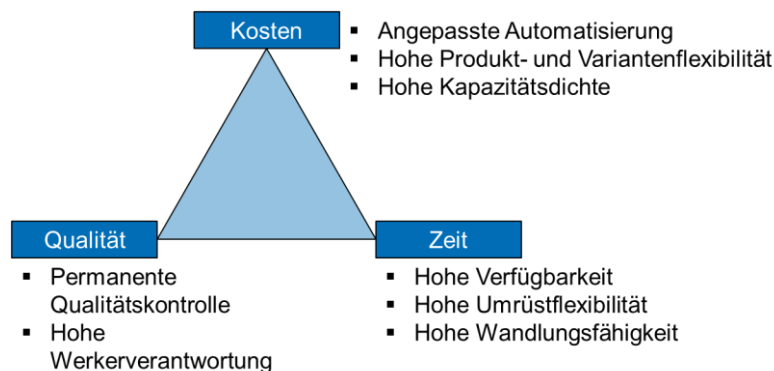 Kosten
▪ Angepasste Automatisierung
▪ Hohe Produkt- und Variantenflexibilität
▪ Hohe Kapazitätsdichte
Qualität
▪ Permanente
Qualitätskontrolle
▪ Hohe
Werkerverantwortung
Zeit
▪ Hohe Verfügbarkeit
▪ Hohe Umrüstflexibilität
▪ Hohe Wandlungsfähigkeit